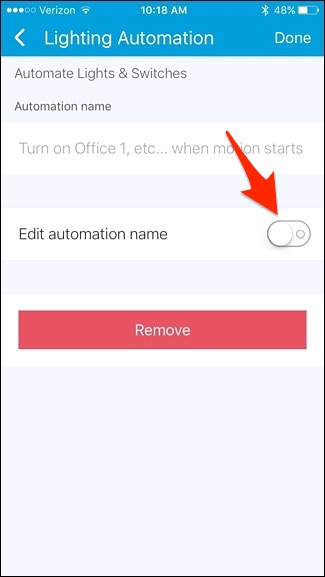 Verizon 10:18 AM 48%
Lighting Automation Done
Automate Lights & Switches
Automation name
Turn on Office 1, etc... when motion starts
Edit automation name
Remove